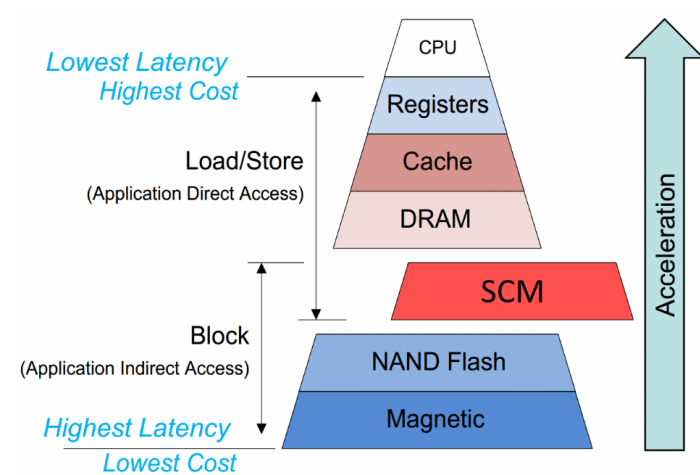 CPU
Lowest Latency
Highest Cost
Registers
Load/Store
(Application Direct Access)
Cache
DRAM
SCM
Block
(Application Indirect Access)
NAND Flash
Magnetic
Highest Latency
Lowest Cost
Acceleration